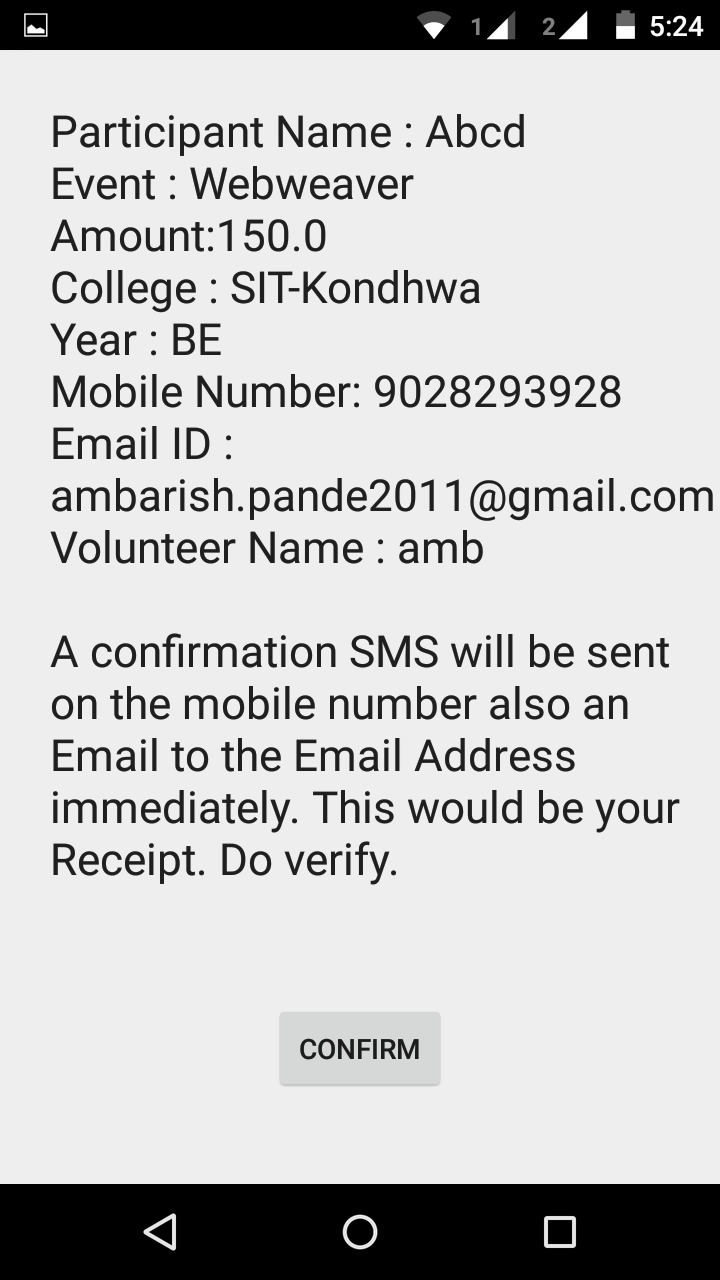 1 2 5:24
Participant Name : Abcd
Event : Webweaver
Amount:150.0
College : SIT-Kondhwa
Year : BE
Mobile Number: 9028293928
Email ID :
ambarish.pande2011@gmail.com
Volunteer Name : amb
A confirmation SMS will be sent
on the mobile number also an
Email to the Email Address
immediately. This would be your
Receipt. Do verify.
CONFIRM